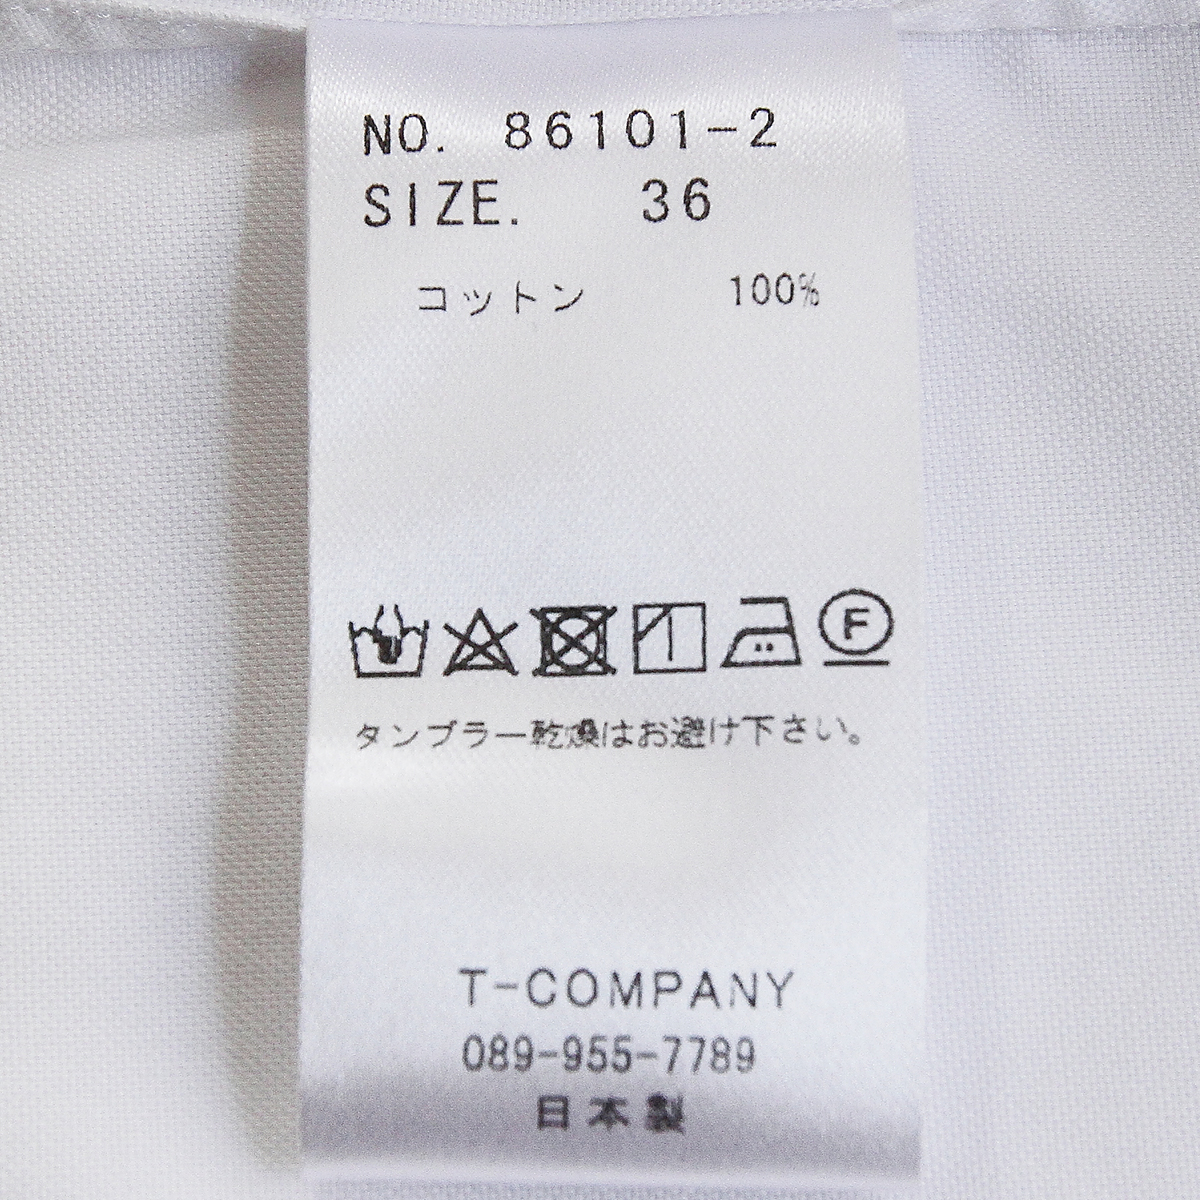 NO. 86101-2
SIZE. 36
コットン 100%
F
タンブラー乾燥はお避け下さい。
T-COMPANY
089-955-7789
日本製